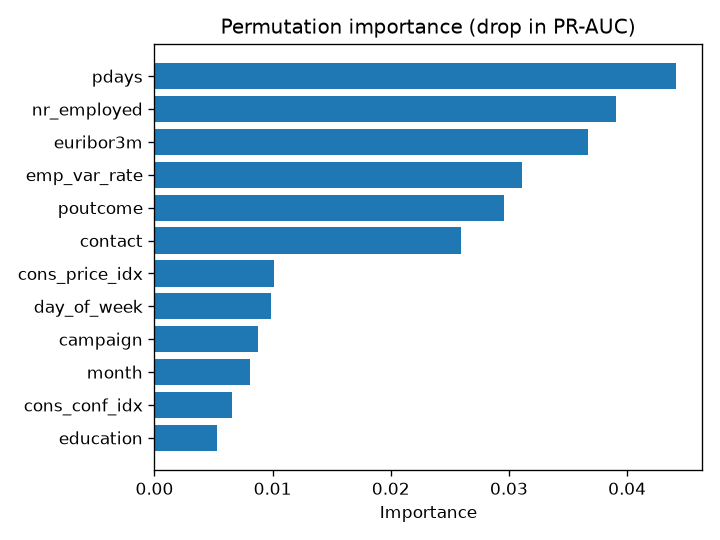 Permutation importance (drop in PR-AUC)
pdays
nr_employed
euribor3m
emp_var_rate
poutcome
contact
cons_price_idx
day_of_week
campaign
month
cons_conf_idx
education
0.00 0.01 0.02 0.03 0.04
Importance